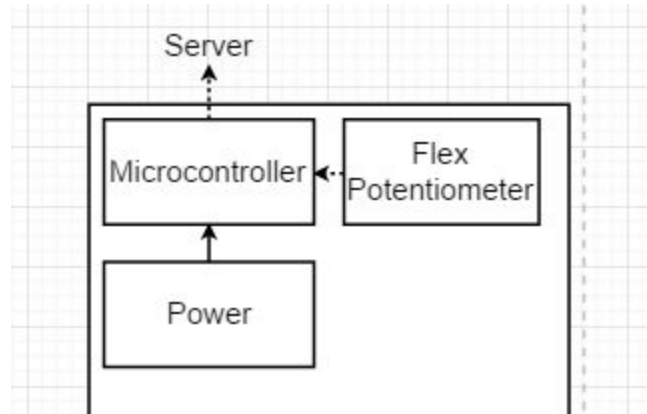 Server
Microcontroller
Flex
Potentiometer
Power